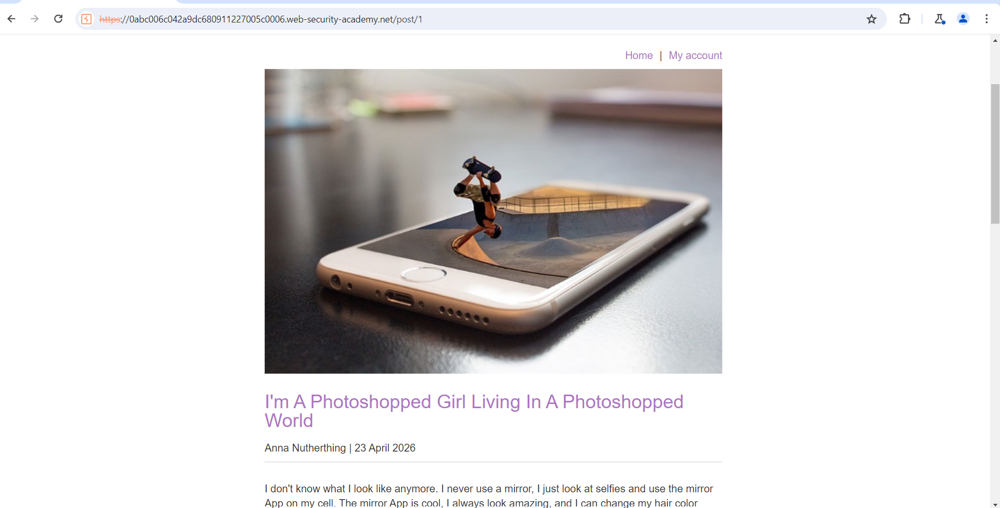 https://0abc006c042a9dc680911227005c0006.web-security-academy.net/post/1
Home | My account
I'm A Photoshopped Girl Living In A Photoshopped
World
Anna Nutherthing | 23 April 2026
I don't know what I look like anymore. I never use a mirror, I just look at selfies and use the mirror
App on my cell. The mirror App is cool, I always look amazing, and I can change my hair color